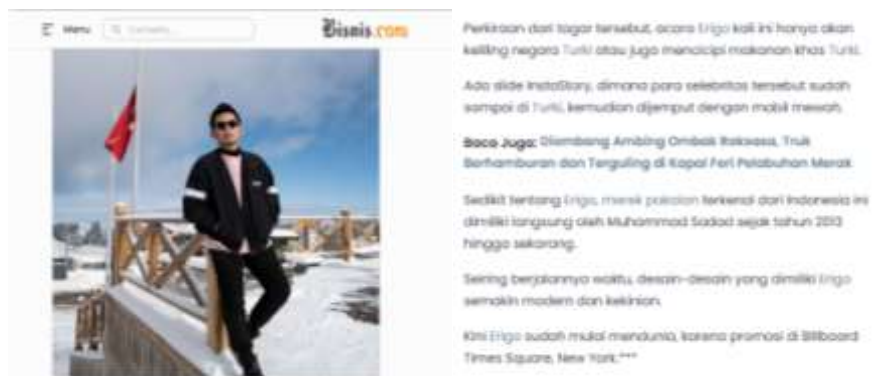 Menu
Bisnis.com
Perkiraan dari tagar tersebut, acara Erigo kali ini hanya akan
keliling negara Turki atau juga mencicipi makanan khas Turki.
Ada slide InstaStory, dimana para selebritas tersebut sudah
sampai di Turki, kemudian dijemput dengan mobil mewah.
Baca Juga: Diombang Ambing Ombak Raksasa, Truk
Berhamburan dan Terguling di Kapal Feri Pelabuhan Merak
Sedikit tentang Erigo, merek pakaian terkenal dari Indonesia ini
dimiliki langsung oleh Muhammad Sadad sejak tahun 2013
hingga sekarang.
Seiring berjalannya waktu, desain-desain yang dimiliki Erigo
semakin modern dan kekinian.
Kini Erigo sudah mulai mendunia, karena promosi di Billboard
Times Square, New York.***